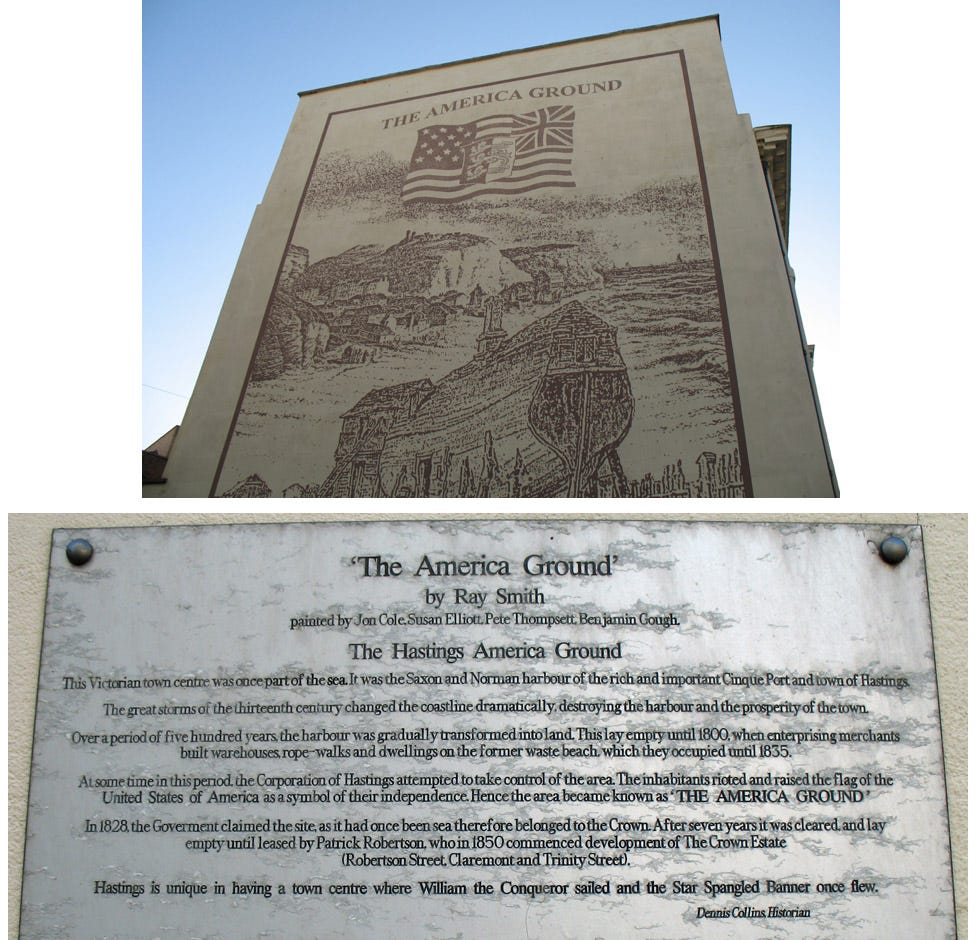 THE AMERICA GROUND
'The America Ground'
by Ray Smith
painted by Jon Cole, Susan Elliott, Pete Thompsett, Benjamin Gough.
The Hastings America Ground
This Victorian town centre was once part of the sea. It was the Saxon and Norman harbour of the rich and important Cinque Port and town of Hastings.
The great storms of the thirteenth century changed the coastline dramatically, destroying the harbour and the prosperity of the town.
Over a period of five hundred years, the harbour was gradually transformed into land. This lay empty until 1800, when enterprising merchants
built warehouses, rope-walks and dwellings on the former waste beach, which they occupied until 1835.
At some time in this period, the Corporation of Hastings attempted to take control of the area. The inhabitants rioted and raised the flag of the
United States of America as a symbol of their independence. Hence the area became known as 'THE AMERICA GROUND'
In 1828, the Goverment claimed the site, as it had once been sea therefore belonged to the Crown. After seven years it was cleared, and lay
empty until leased by Patrick Robertson, who in 1850 commenced development of The Crown Estate
(Robertson Street, Claremont and Trinity Street).
Hastings is unique in having a town centre where William the Conqueror sailed and the Star Spangled Banner once flew.
Dennis Collins, Historian